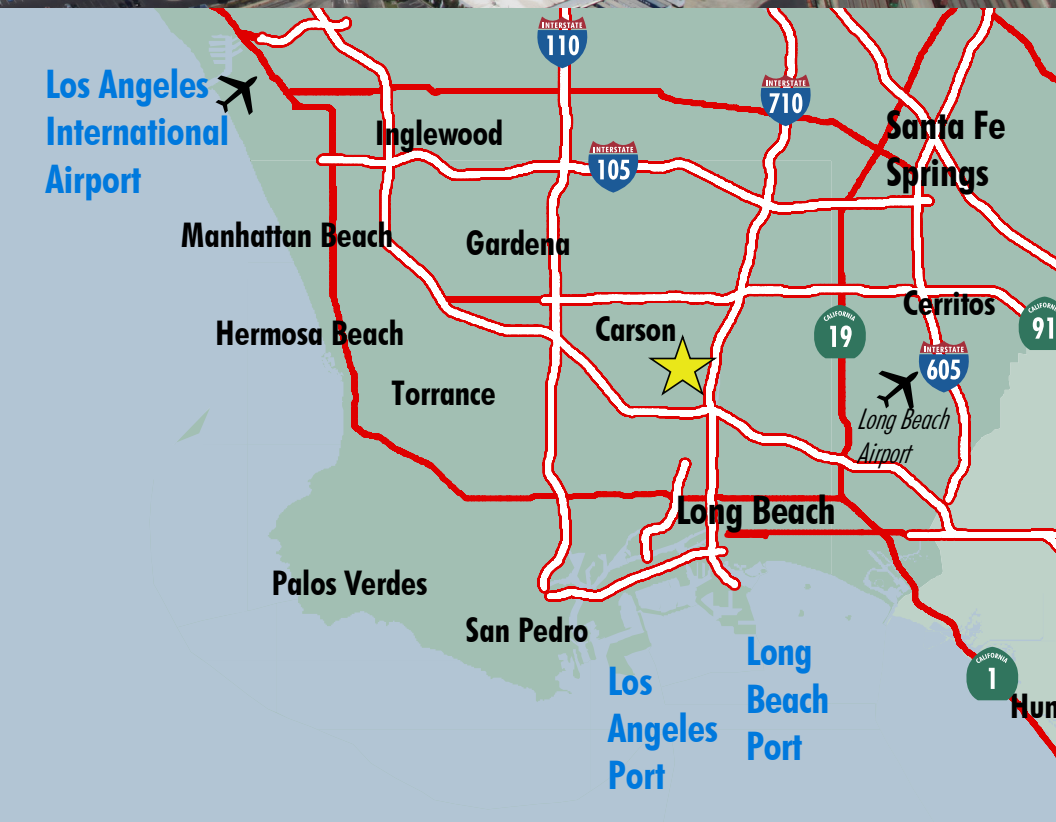 INTERSTATE
110
Los Angeles
International
Airport
INTERSTATE
710
Inglewood
Santa Fe
Springs
INTERSTATE
105
Manhattan Beach
Gardena
Cerritos
CALIFORNIA
19
CALIFORN
91
Carson
Hermosa Beach
INTERSTATE
605
Torrance
Long Beach
Airport
Long Beach
Palos Verdes
San Pedro
Los
Angeles
Port
Long
Beach
Port
CALIFORNIA
1
Hun